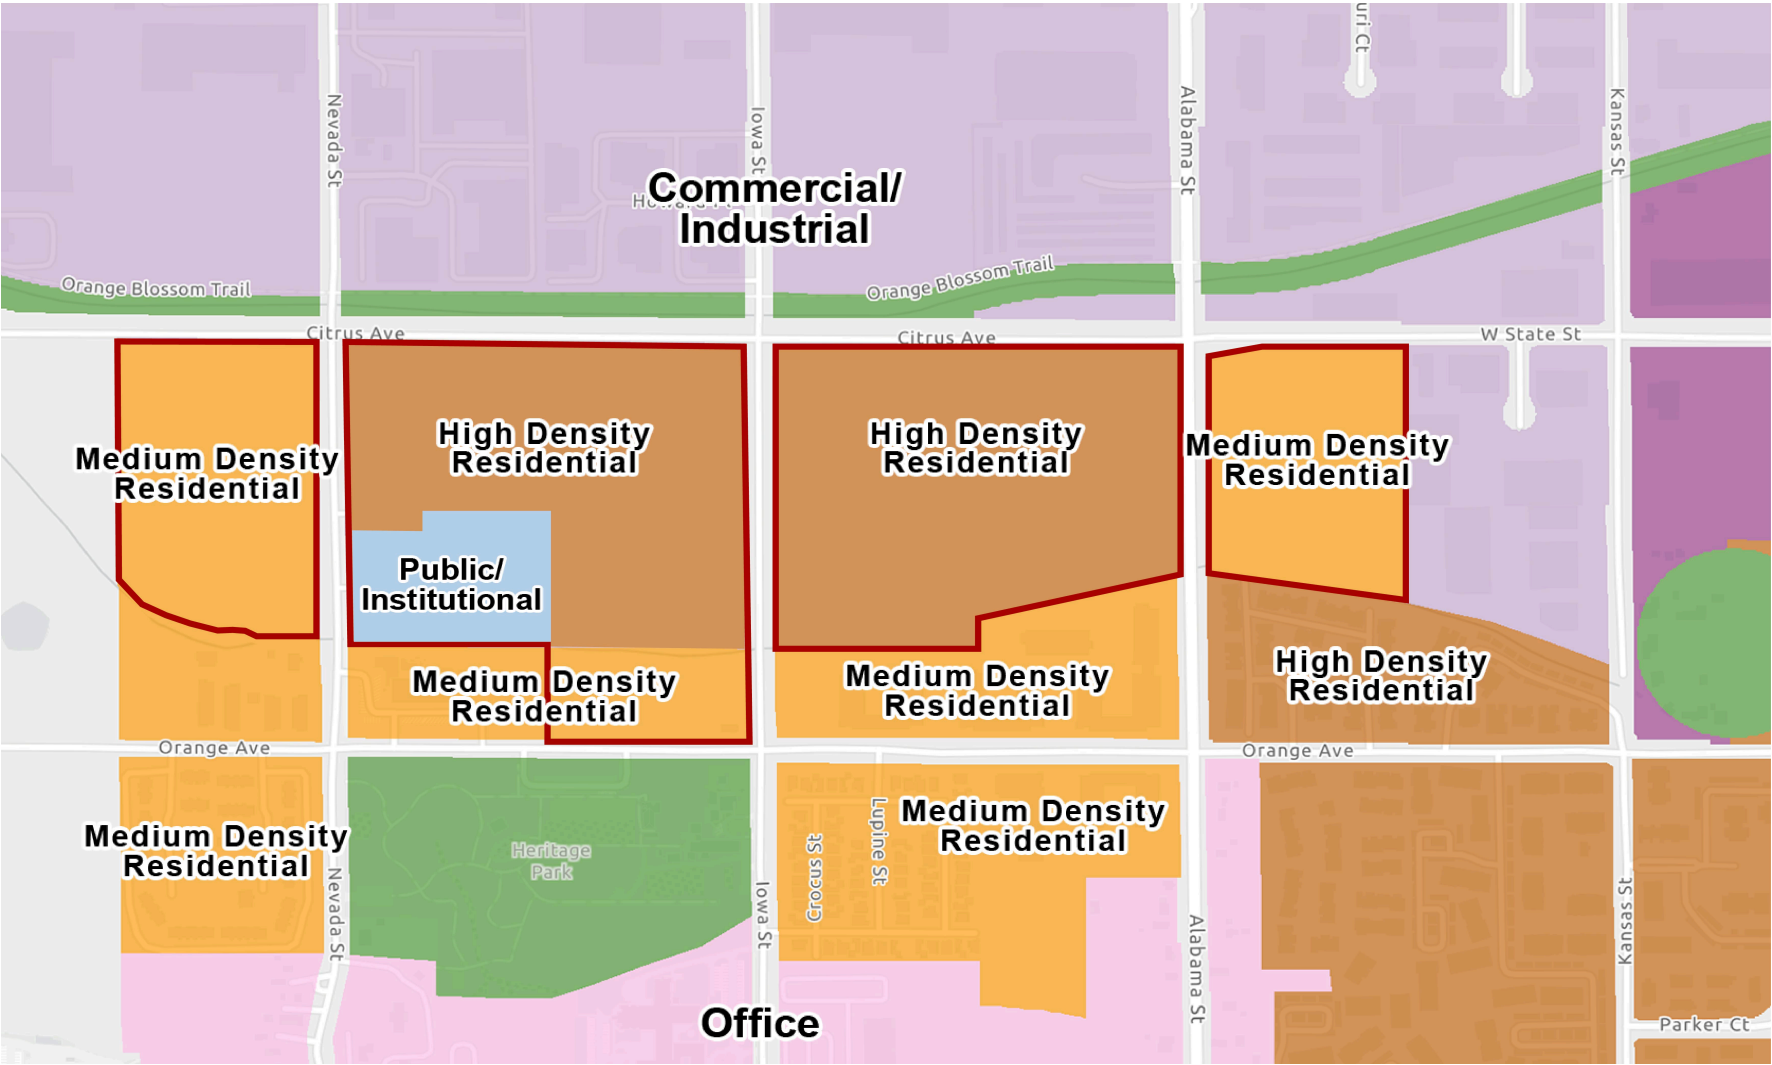 uri Ct
Nevada St
Iowa St
Alabama St
Kansas St
Commercial/
Industrial
Orange Blossom Trail
Orange Blossom Trail
Citrus Ave
Citrus Ave
W State St
High Density
Residential
High Density
Residential
Medium Density
Residential
Medium Density
Residential
Public/
Institutional
Medium Density
Residential
Medium Density
Residential
High Density
Residential
Orange Ave
Orange Ave
Medium Density
Residential
Heritage
Park
Crocus St
Lupine St
Medium Density
Residential
Nevada St
Iowa St
Alabama St
Kansas St
Office
Parker Ct